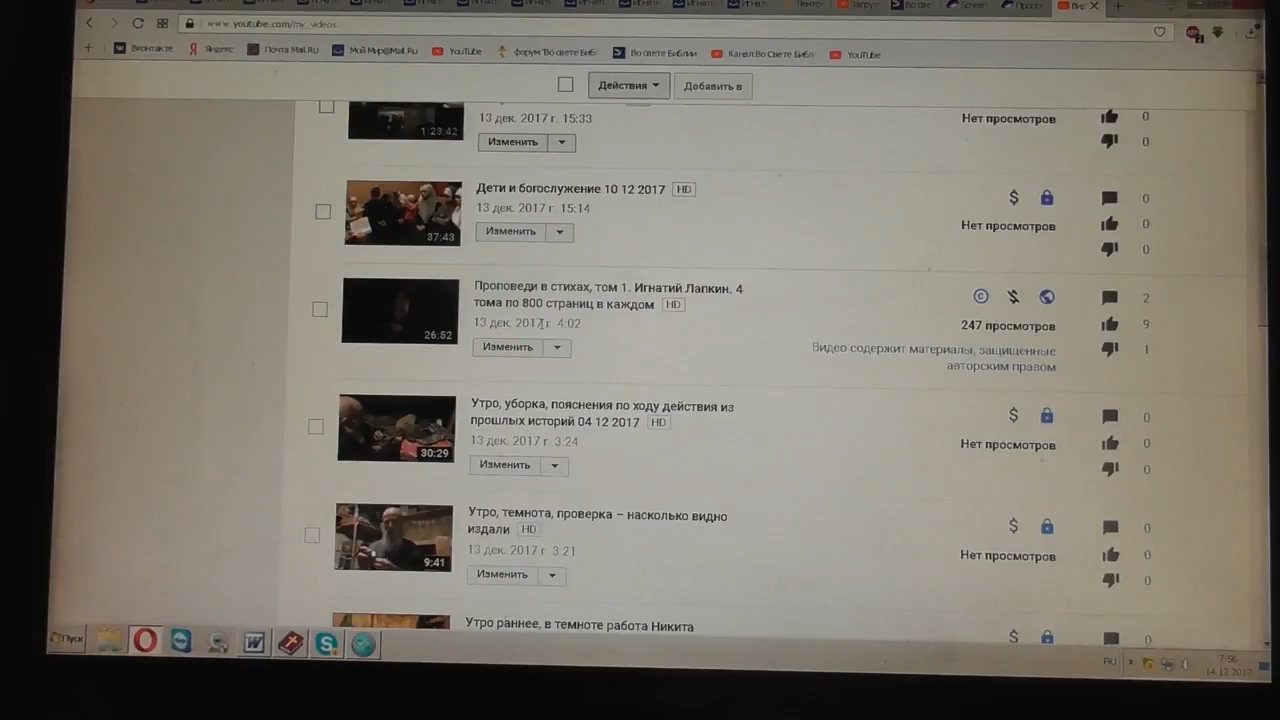 www.youtube.com/my_videos
Вконтакте Яндекс Почта Mail.Ru Мой Мир@Mail.Ru YouTube форум "Во свете Библ Во свете Библии Канал:Во Свете Библ YouTube
Действия Добавить в
1:23:42
13 дек. 2017 г. 15:33
Изменить
Нет просмотров
0
0
Дети и богослужение 10 12 2017 HD
13 дек. 2017 г. 15:14
Изменить
37:43
$
Нет просмотров
0
0
0
Проповеди в стихах, том 1. Игнатий Лапкин, 4
тома по 800 страниц в каждом HD
13 дек. 2017 г. 4:02
Изменить
26:52
© $
247 просмотров
Видео содержит материалы, защищенные
авторским правом
2
9
1
Утро, уборка, пояснения по ходу действия из
прошлых историй 04 12 2017 HD
13 дек. 2017 г. 3:24
Изменить
30:29
$
Нет просмотров
0
0
0
Утро, темнота, проверка – насколько видно
издали HD
13 дек. 2017 г. 3:21
Изменить
9:41
$
Нет просмотров
0
0
0
Утро раннее, в темноте работа Никита
$
0
Пуск
RU
7:56
14.12.2017